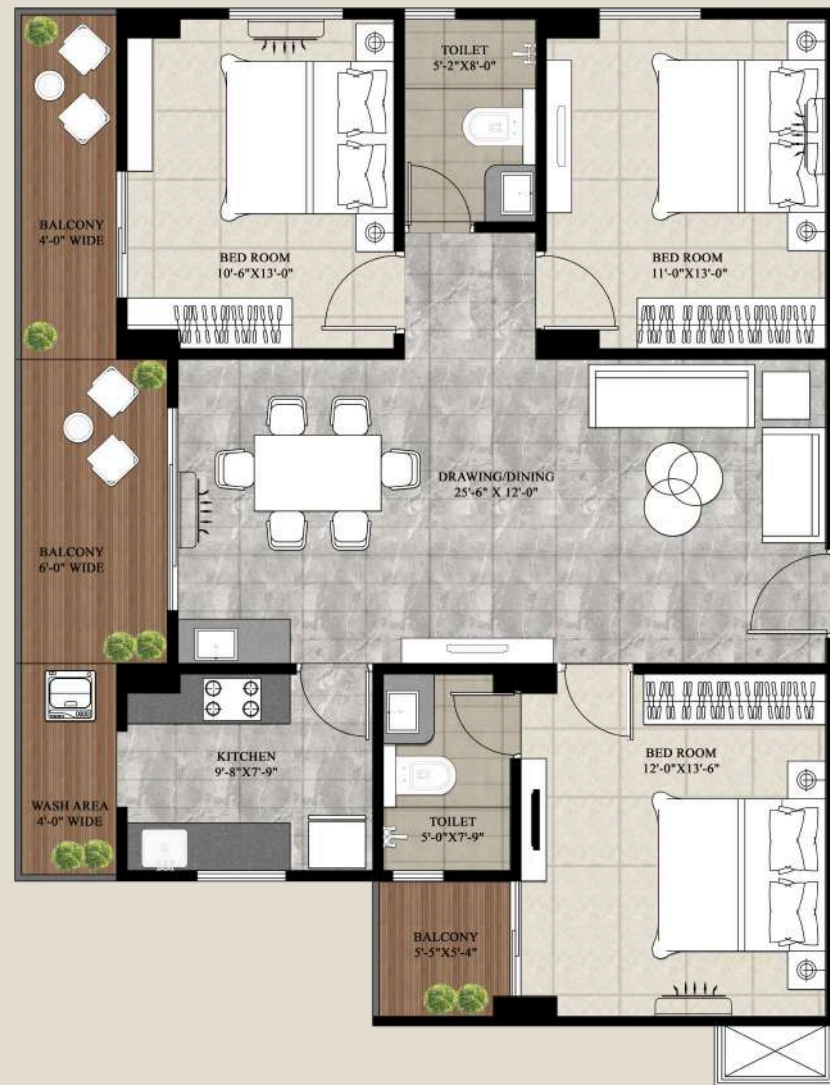 TOILET
5'-2"X8'-0"
BALCONY
4'-0" WIDE
BED ROOM
10'-6"X13'-0"
BED ROOM
11'-0"X13'-0"
DRAWING/DINING
25'-6" X 12'-0"
BALCONY
6'-0" WIDE
KITCHEN
9'-8"X7'-9"
BED ROOM
12'-0"X13'-6"
WASH AREA
4'-0" WIDE
TOILET
5'-0"X7'-9"
BALCONY
5'-5"X5'-4"